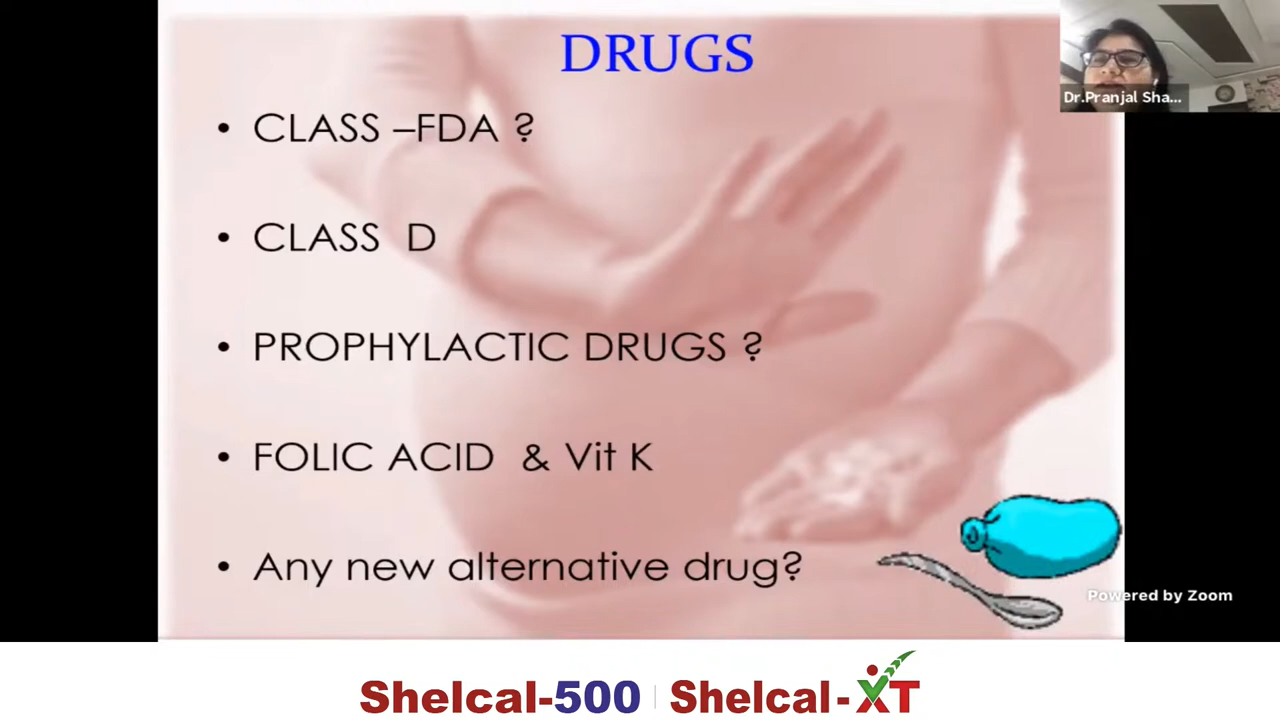 DRUGS
Dr.Pranjal Sha...
• CLASS –FDA ?
• CLASS D
• PROPHYLACTIC DRUGS ?
• FOLIC ACID & Vit K
• Any new alternative drug?
Powered by Zoom
Shelcal-500 | Shelcal-XT